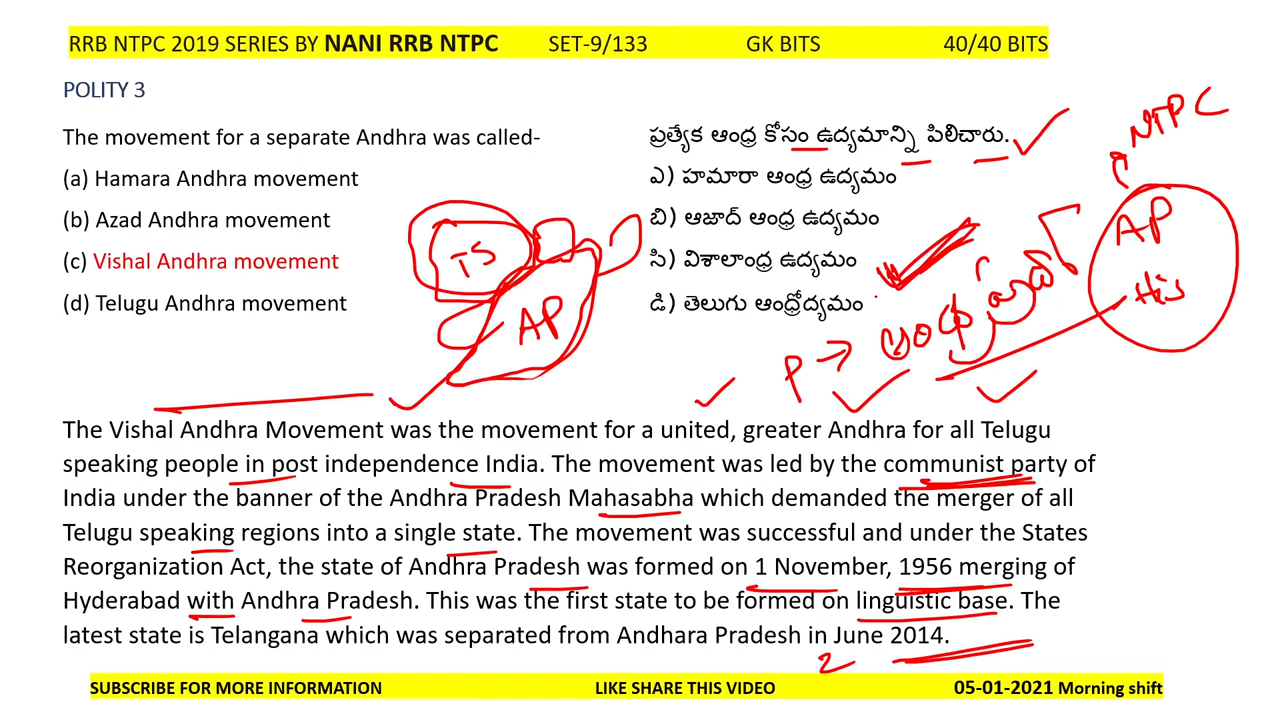 RRB NTPC 2019 SERIES BY NANI RRB NTPC SET-9/133 GK BITS 40/40 BITS
POLITY 3
The movement for a separate Andhra was called-
(a) Hamara Andhra movement
(b) Azad Andhra movement
(c) Vishal Andhra movement
(d) Telugu Andhra movement
ప్రత్యేక ఆంధ్ర కోసం ఉద్యమాన్ని పిలిచారు.
ఎ) హమారా ఆంధ్ర ఉద్యమం
బి) ఆజాద్ ఆంధ్ర ఉద్యమం
సి) విశాలాంధ్ర ఉద్యమం
డి) తెలుగు ఆంధ్రోద్యమం
NTPC
AP
His
TS
AP
P →
The Vishal Andhra Movement was the movement for a united, greater Andhra for all Telugu
speaking people in post independence India. The movement was led by the communist party of
India under the banner of the Andhra Pradesh Mahasabha which demanded the merger of all
Telugu speaking regions into a single state. The movement was successful and under the States
Reorganization Act, the state of Andhra Pradesh was formed on 1 November, 1956 merging of
Hyderabad with Andhra Pradesh. This was the first state to be formed on linguistic base. The
latest state is Telangana which was separated from Andhara Pradesh in June 2014.
2
SUBSCRIBE FOR MORE INFORMATION LIKE SHARE THIS VIDEO 05-01-2021 Morning shift